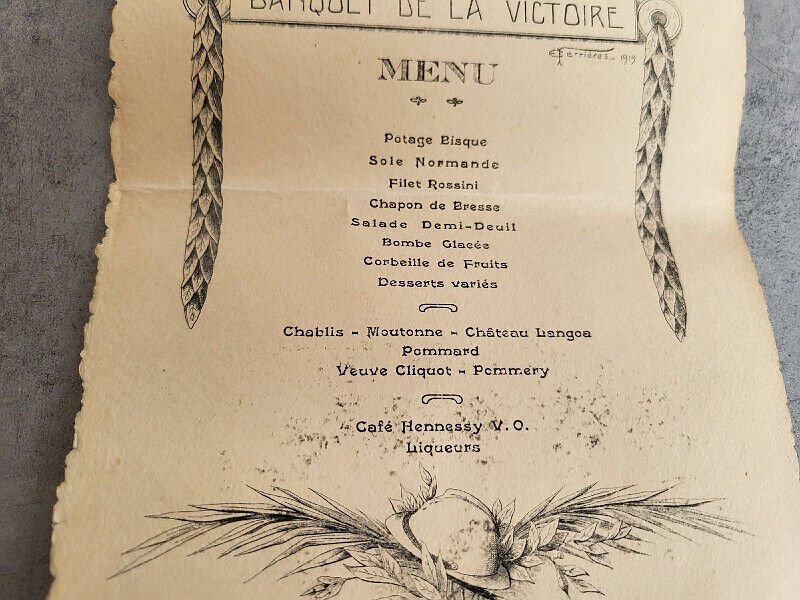 BANQUET DE LA VICTOIRE
Ferrières. 1919
MENU
Potage Bisque
Sole Normande
Filet Rossini
Chapon de Bresse
Salade Demi-Deuil
Bombe Glacée
Corbeille de Fruits
Desserts variés
Chablis - Moutonne - Château Langoa
Pommard
Veuve Cliquot - Pommery
Café Hennessy V.O.
Liqueurs